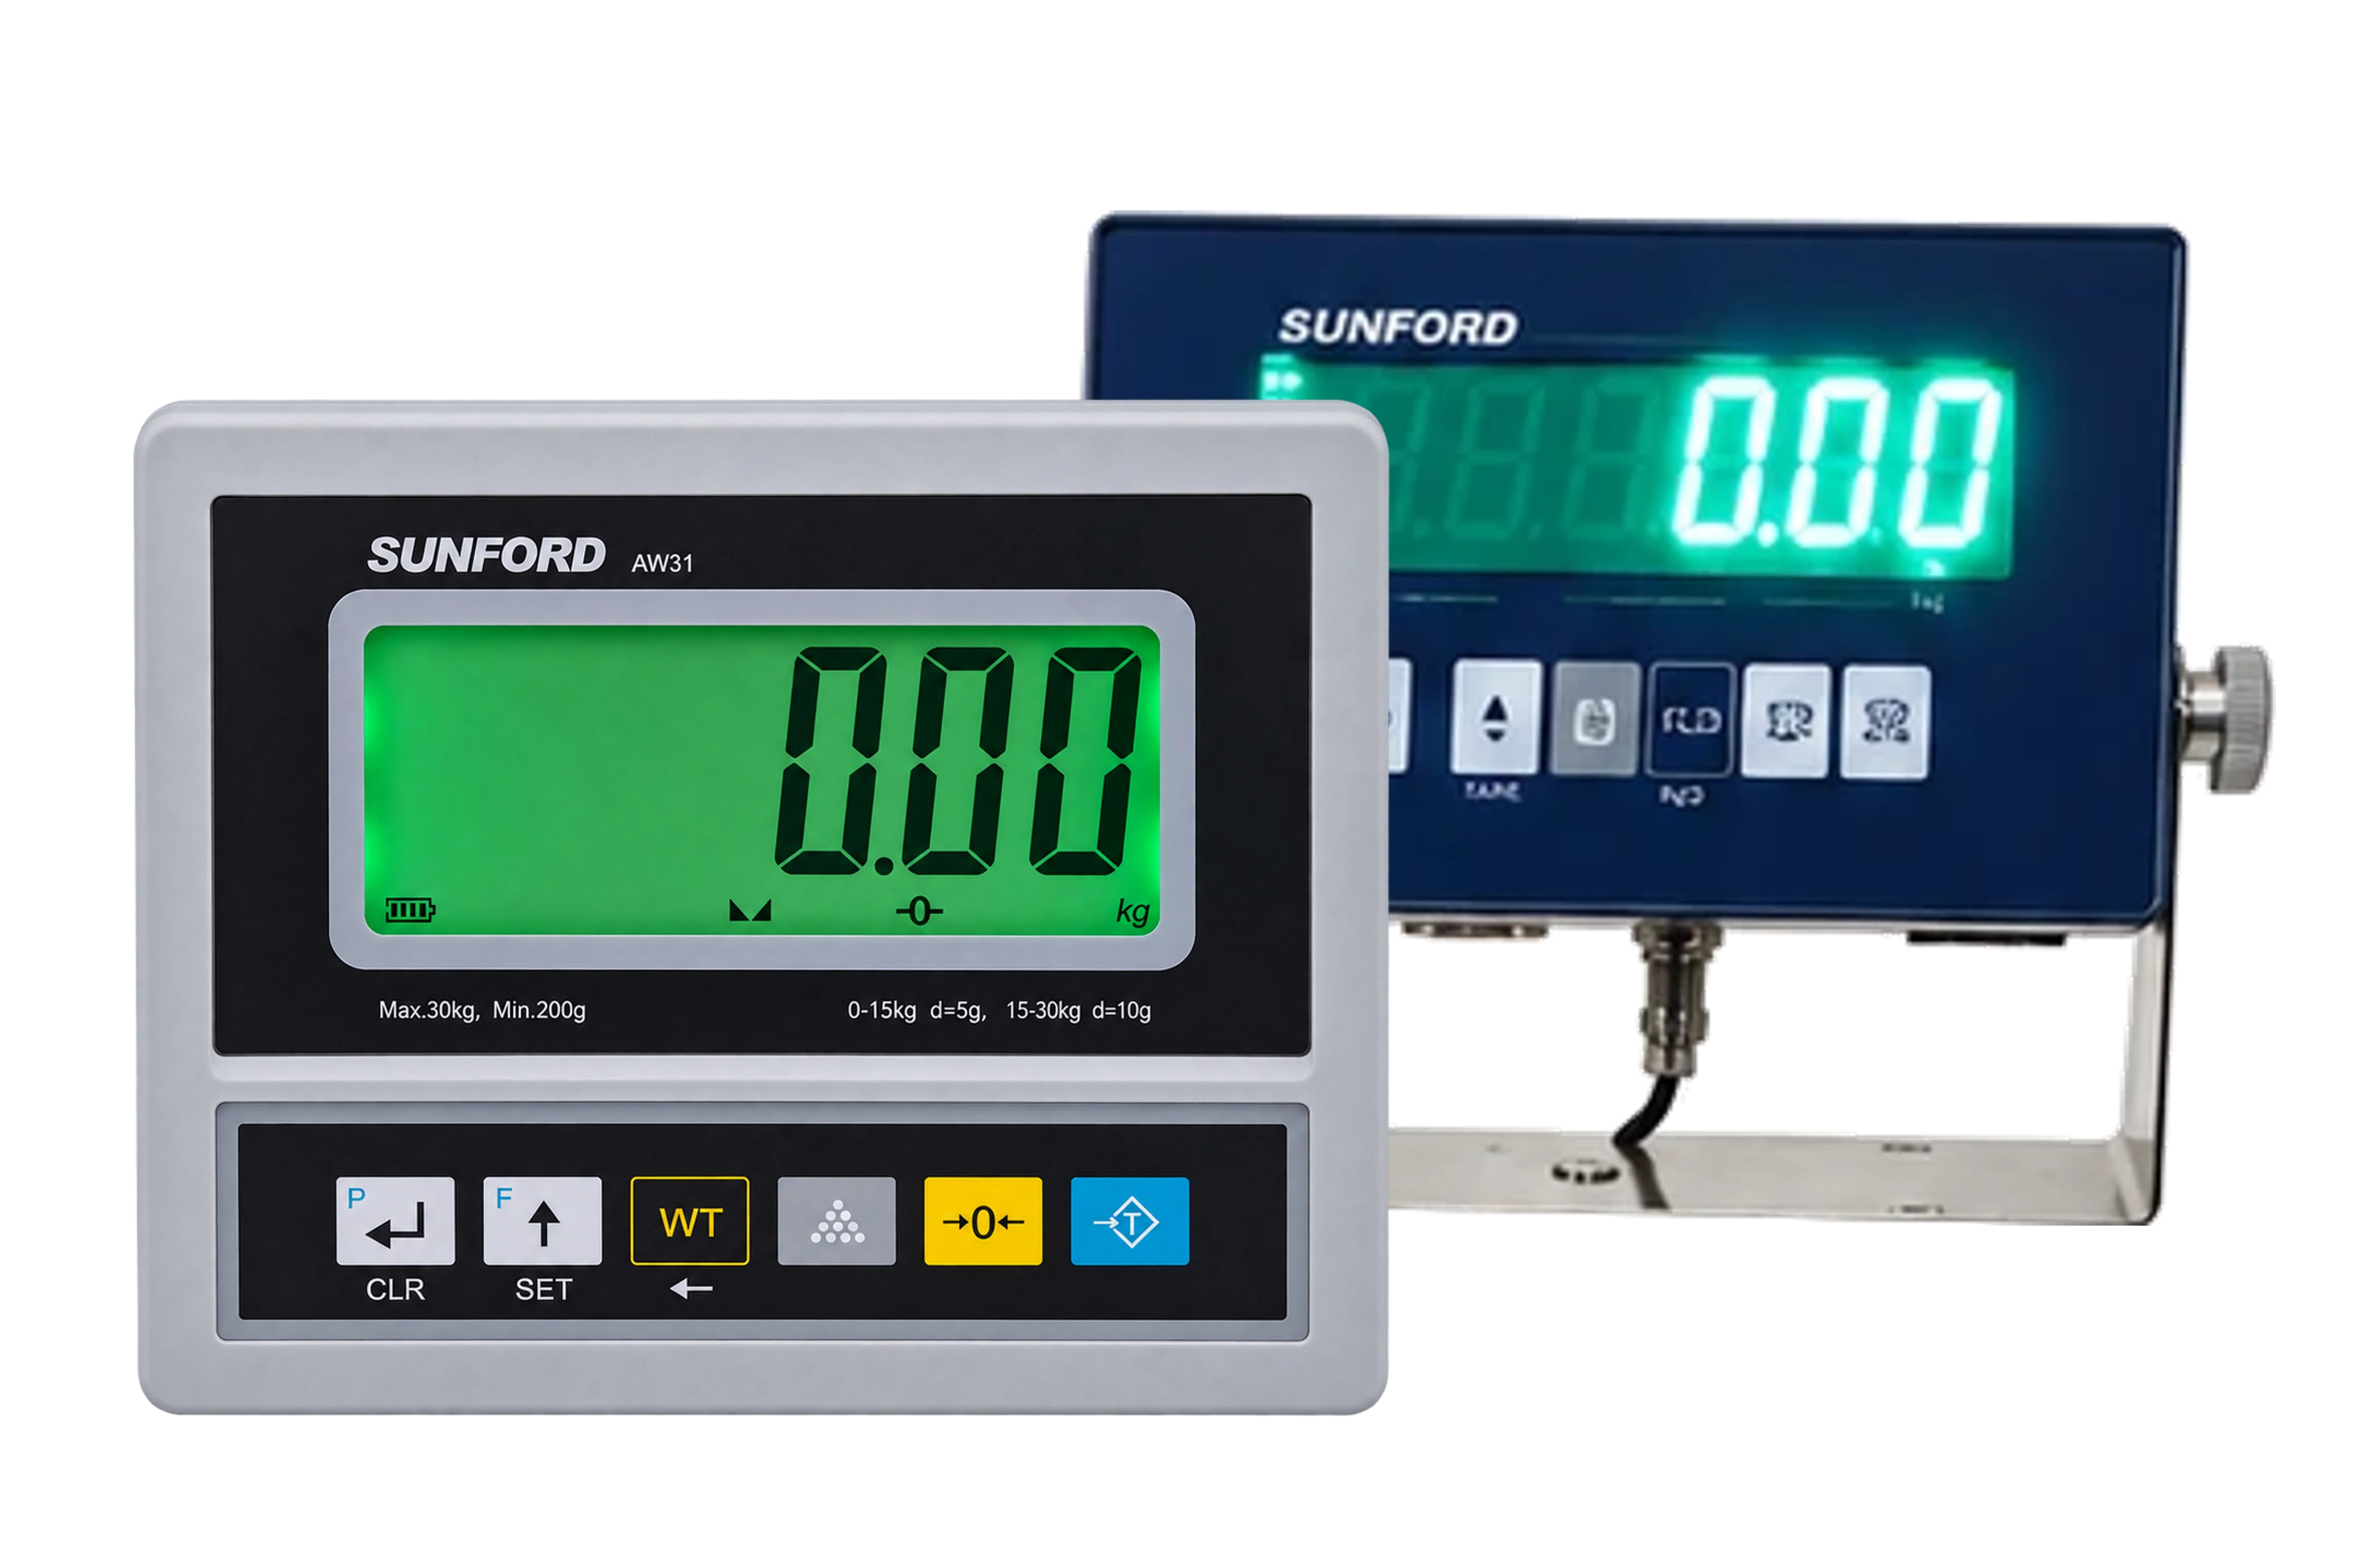 SUNFORD
0.00
SUNFORD AW31
0.00
kg
Max.30kg, Min.200g 0-15kg d=5g, 15-30kg d=10g
P F WT →0← →T
CLR SET ←